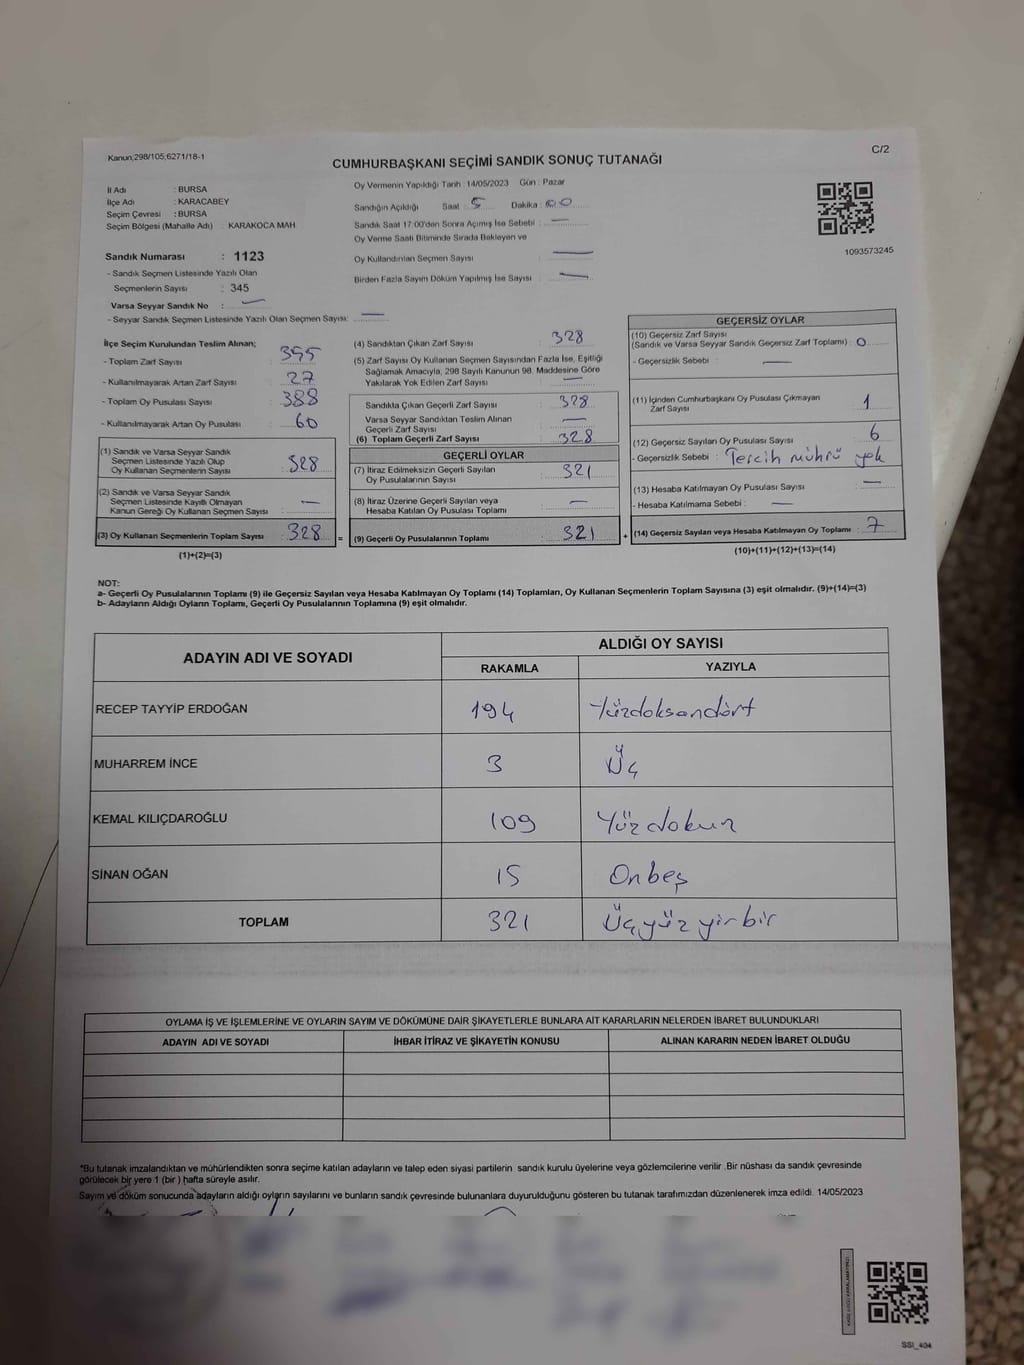 Kanun;298/105;6271/18-1
C/2
CUMHURBAŞKANI SEÇİMİ SANDIK SONUÇ TUTANAĞI
İl Adı : BURSA
İlçe Adı : KARACABEY
Seçim Çevresi : BURSA
Seçim Bölgesi (Mahalle Adı) : KARAKOCA MAH.
Sandık Numarası : 1123
- Sandık Seçmen Listesinde Yazılı Olan
Seçmenlerin Sayısı : 345
Varsa Seyyar Sandık No : —
- Seyyar Sandık Seçmen Listesinde Yazılı Olan Seçmen Sayısı: —
Oy Vermenin Yapıldığı Tarih :14/05/2023 Gün : Pazar
Sandığın Açıldığı Saat : 5 Dakika : 00
Sandık Saat 17:00'den Sonra Açımış İse Sebebi : —
Oy Verme Saati Bitiminde Sırada Bekleyen ve
Oy Kullandırılan Seçmen Sayısı : —
Birden Fazla Sayım Döküm Yapılmış İse Sayısı : —
1093573245
İlçe Seçim Kurulundan Teslim Alınan;
- Toplam Zarf Sayısı : 355
- Kullanılmayarak Artan Zarf Sayısı : 27
- Toplam Oy Pusulası Sayısı : 388
- Kullanılmayarak Artan Oy Pusulası : 60
(1) Sandık ve Varsa Seyyar Sandık
Seçmen Listesinde Yazılı Olup
Oy Kullanan Seçmenlerin Sayısı : 328
(2) Sandık ve Varsa Seyyar Sandık
Seçmen Listesinde Kayıtlı Olmayan
Kanun Gereği Oy Kullanan Seçmen Sayısı : —
(3) Oy Kullanan Seçmenlerin Toplam Sayısı : 328
(1)+(2)=(3)
(4) Sandıktan Çıkan Zarf Sayısı : 328
(5) Zarf Sayısı Oy Kullanan Seçmen Sayısından Fazla İse, Eşitliği
Sağlamak Amacıyla, 298 Sayılı Kanunun 98. Maddesine Göre
Yakılarak Yok Edilen Zarf Sayısı : —
Sandıkta Çıkan Geçerli Zarf Sayısı : 328
Varsa Seyyar Sandıktan Teslim Alınan
Geçerli Zarf Sayısı : —
(6) Toplam Geçerli Zarf Sayısı : 328
GEÇERLİ OYLAR
(7) İtiraz Edilmeksizin Geçerli Sayılan
Oy Pusulalarının Sayısı : 321
(8) İtiraz Üzerine Geçerli Sayılan veya
Hesaba Katılan Oy Pusulası Toplamı : —
= (9) Geçerli Oy Pusulalarının Toplamı : 321
GEÇERSİZ OYLAR
(10) Geçersiz Zarf Sayısı
(Sandık ve Varsa Seyyar Sandık Geçersiz Zarf Toplamı) : 0
- Geçersizlik Sebebi : —
(11) İçinden Cumhurbaşkanı Oy Pusulası Çıkmayan
Zarf Sayısı : 1
(12) Geçersiz Sayılan Oy Pusulası Sayısı : 6
- Geçersizlik Sebebi : Tercih mührü yok
(13) Hesaba Katılmayan Oy Pusulası Sayısı : —
- Hesaba Katılmama Sebebi : —
+ (14) Geçersiz Sayılan veya Hesaba Katılmayan Oy Toplamı : 7
(10)+(11)+(12)+(13)=(14)
NOT:
a- Geçerli Oy Pusulalarının Toplamı (9) ile Geçersiz Sayılan veya Hesaba Katılmayan Oy Toplamı (14) Toplamları, Oy Kullanan Seçmenlerin Toplam Sayısına (3) eşit olmalıdır. (9)+(14)=(3)
b- Adayların Aldığı Oyların Toplamı, Geçerli Oy Pusulalarının Toplamına (9) eşit olmalıdır.
ADAYIN ADI VE SOYADI ALDIĞI OY SAYISI
RAKAMLA YAZIYLA
RECEP TAYYİP ERDOĞAN 194 Yüzdoksandört
MUHARREM İNCE 3 Üç
KEMAL KILIÇDAROĞLU 109 Yüzdokuz
SİNAN OĞAN 15 Onbeş
TOPLAM 321 Üçyüz yirbir
OYLAMA İŞ VE İŞLEMLERİNE VE OYLARIN SAYIM VE DÖKÜMÜNE DAİR ŞİKAYETLERLE BUNLARA AİT KARARLARIN NELERDEN İBARET BULUNDUKLARI
ADAYIN ADI VE SOYADI İHBAR İTİRAZ VE ŞİKAYETİN KONUSU ALINAN KARARIN NEDEN İBARET OLDUĞU
*Bu tutanak imzalandıktan ve mühürlendikten sonra seçime katılan adayların ve talep eden siyasi partilerin sandık kurulu üyelerine veya gözlemcilerine verilir .Bir nüshası da sandık çevresinde
görülecek bir yere 1 (bir ) hafta süreyle asılır.
Sayım ve döküm sonucunda adayların aldığı oyların sayılarını ve bunların sandık çevresinde bulunanlara duyurulduğunu gösteren bu tutanak tarafımızdan düzenlenerek imza edildi. 14/05/2023
SSI_404